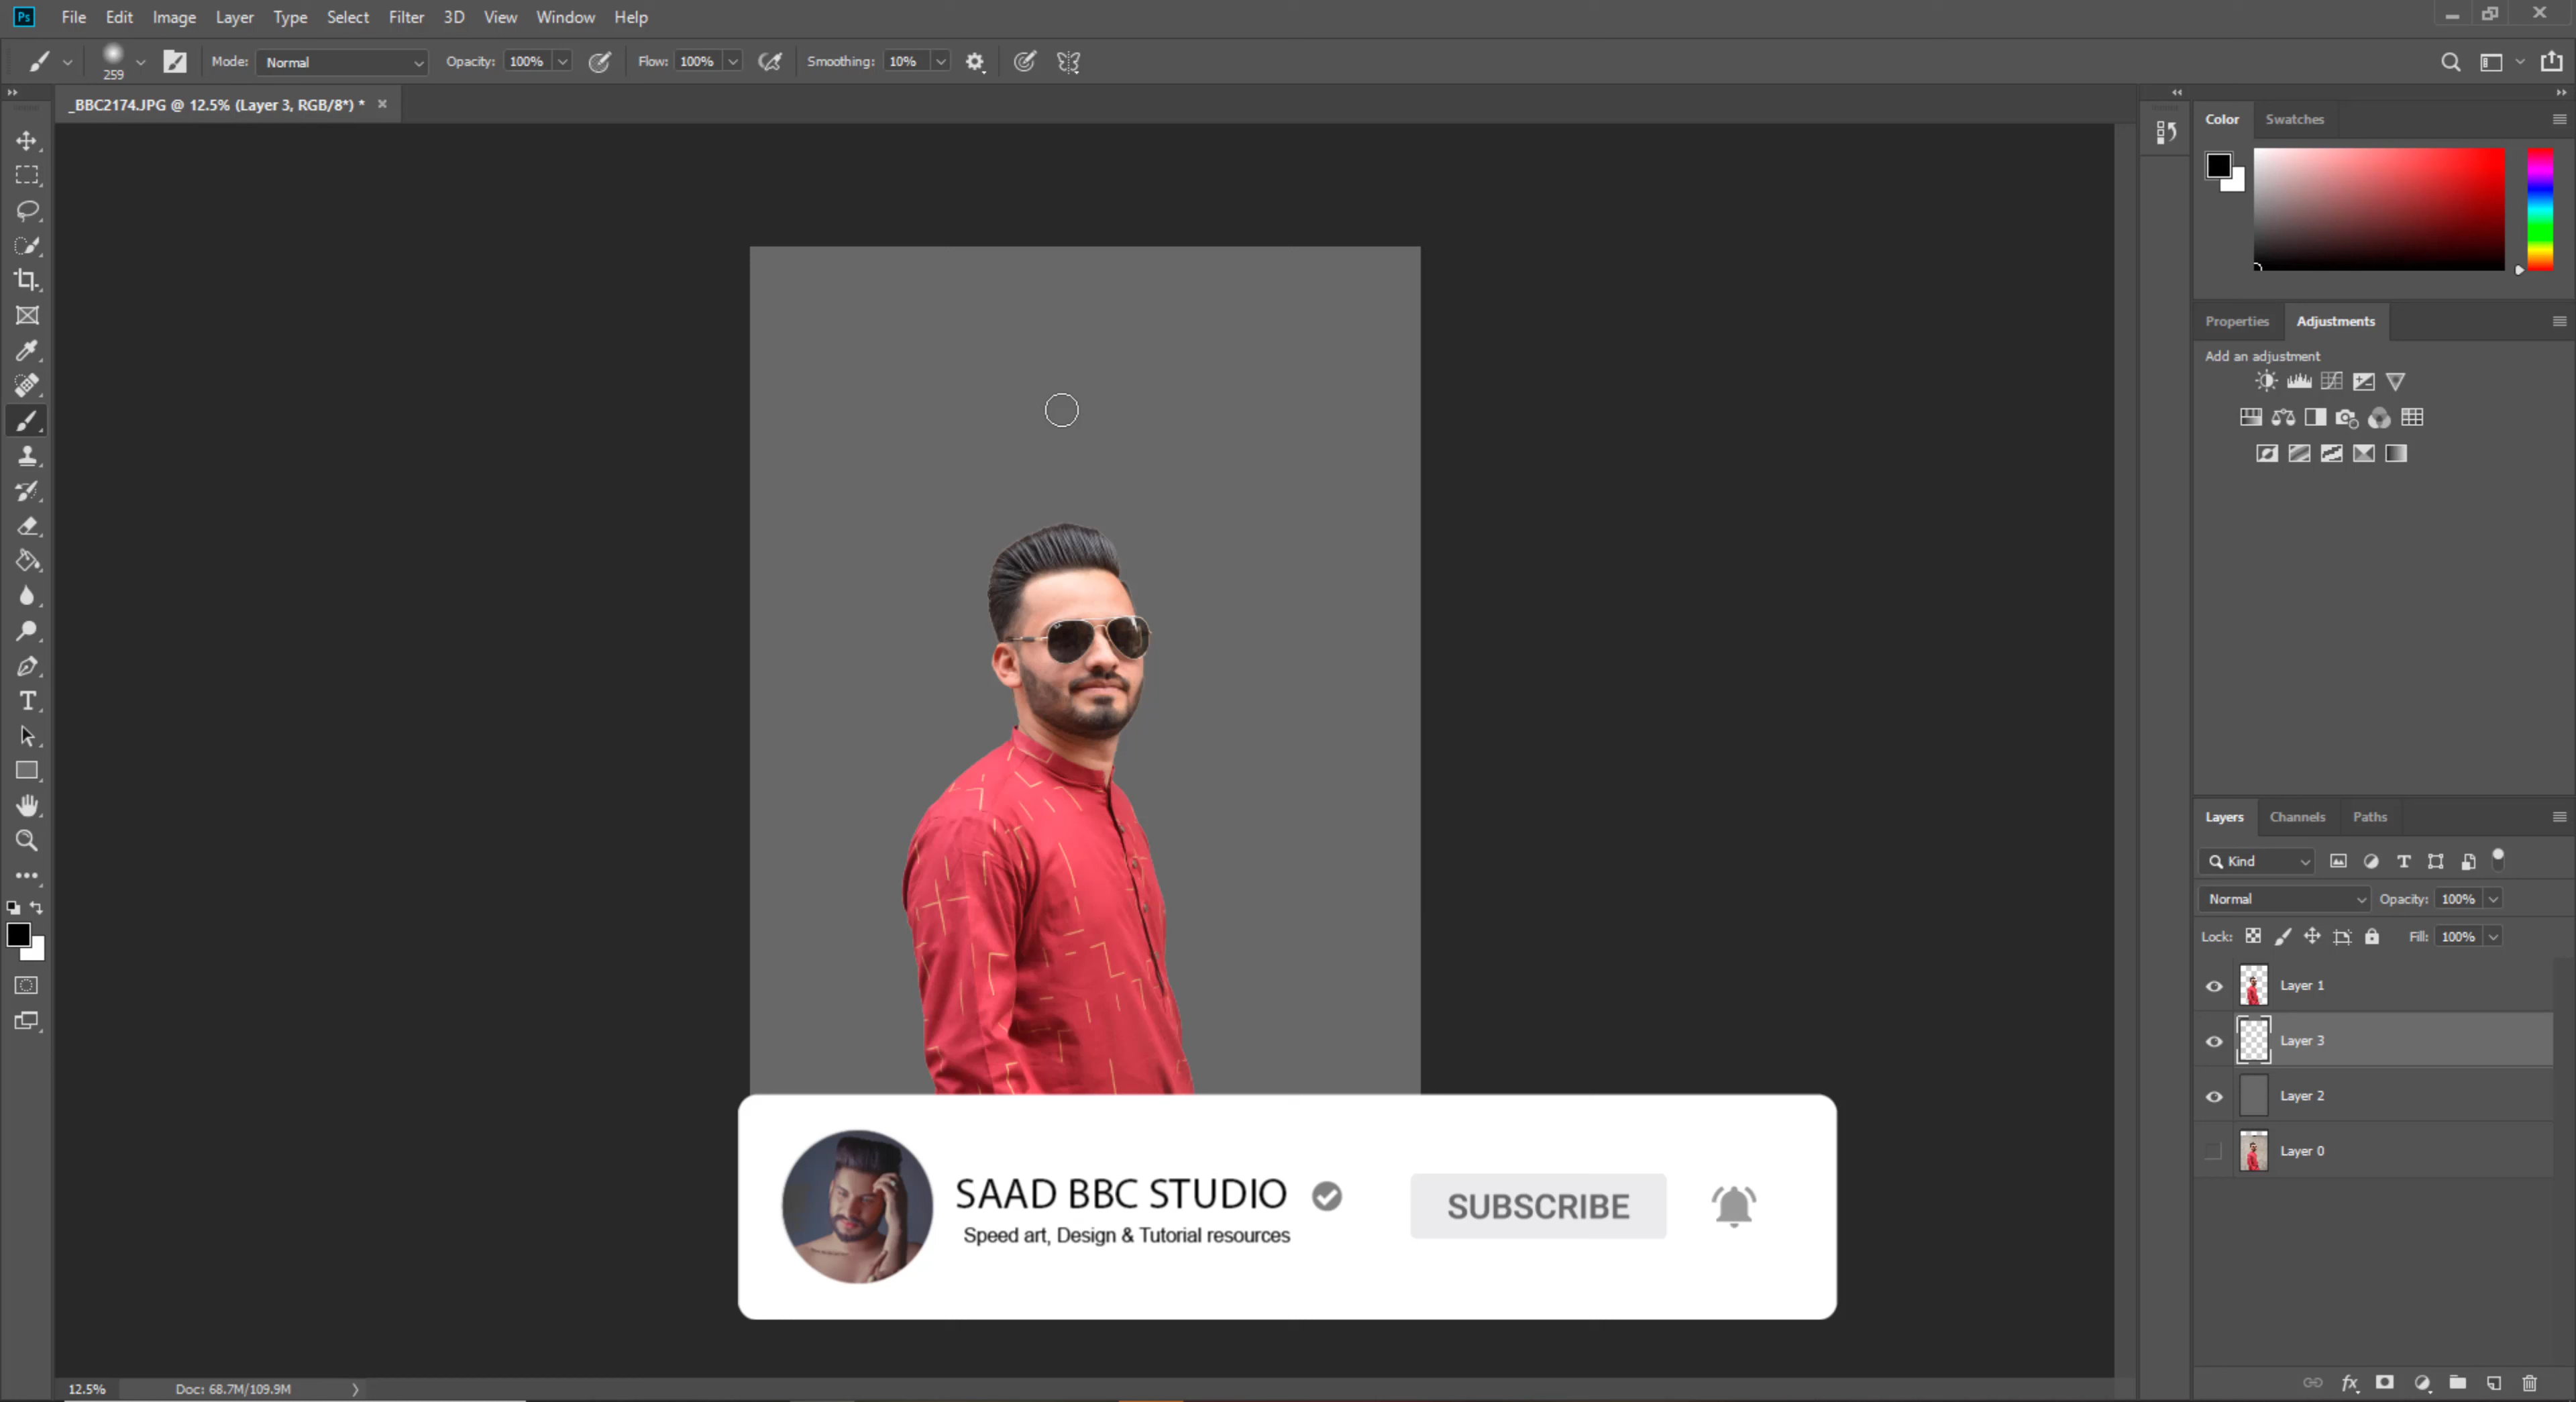 Ps File Edit Image Layer Type Select Filter 3D View Window Help
259 Mode: Normal Opacity: 100% Flow: 100% Smoothing: 10%
_BBC2174.JPG @ 12.5% (Layer 3, RGB/8*) *
Color Swatches
Properties Adjustments
Add an adjustment
Layers Channels Paths
Kind
Normal Opacity: 100%
Lock: Fill: 100%
Layer 1
Layer 3
Layer 2
Layer 0
SAAD BBC STUDIO
Speed art, Design & Tutorial resources
SUBSCRIBE
12.5% Doc: 68.7M/109.9M